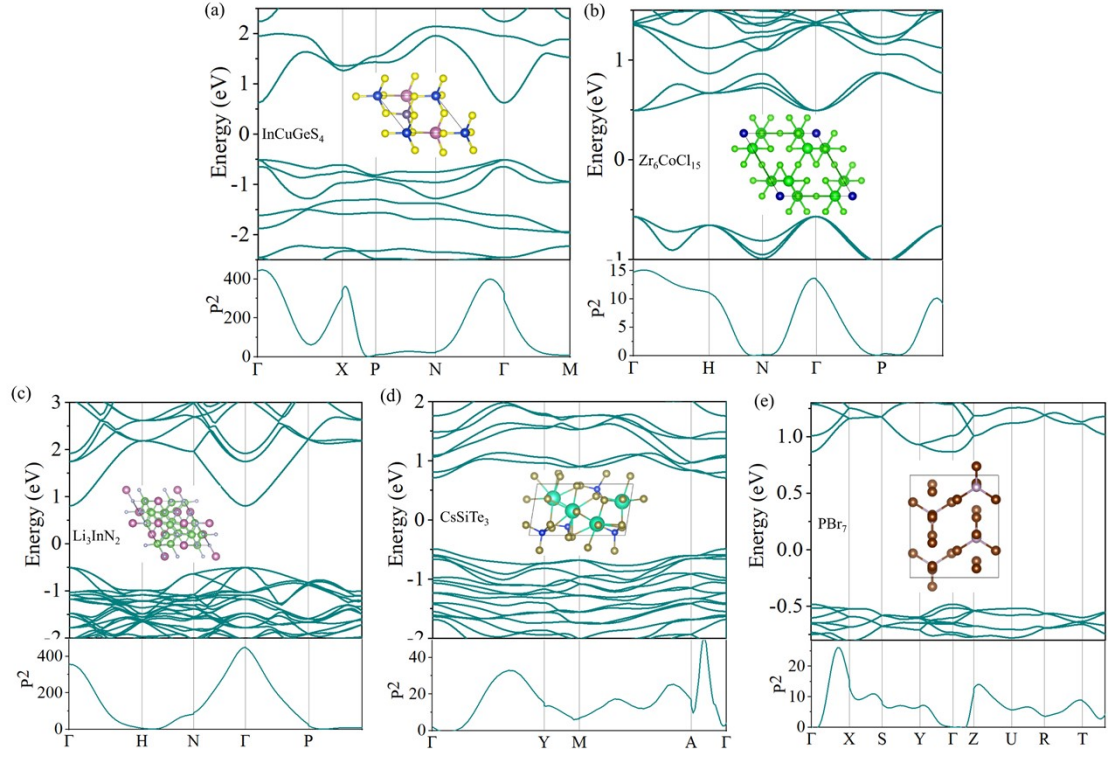 (a)
Energy (eV)
2
1
0
-1
-2
InCuGeS4
P2
400
200
0
Γ X P N Γ M
(b)
Energy(eV)
1
0
-1
Zr6CoCl15
P2
15
10
5
0
Γ H N Γ P
(c)
Energy (eV)
3
2
1
0
-1
-2
Li3InN2
P2
400
200
0
Γ H N Γ P
(d)
Energy (eV)
2
1
0
-1
-2
CsSiTe3
P2
40
20
0
Γ Y M A Γ
(e)
Energy (eV)
1.0
0.5
0.0
-0.5
PBr7
P2
20
10
0
Γ X S Y Γ Z U R T